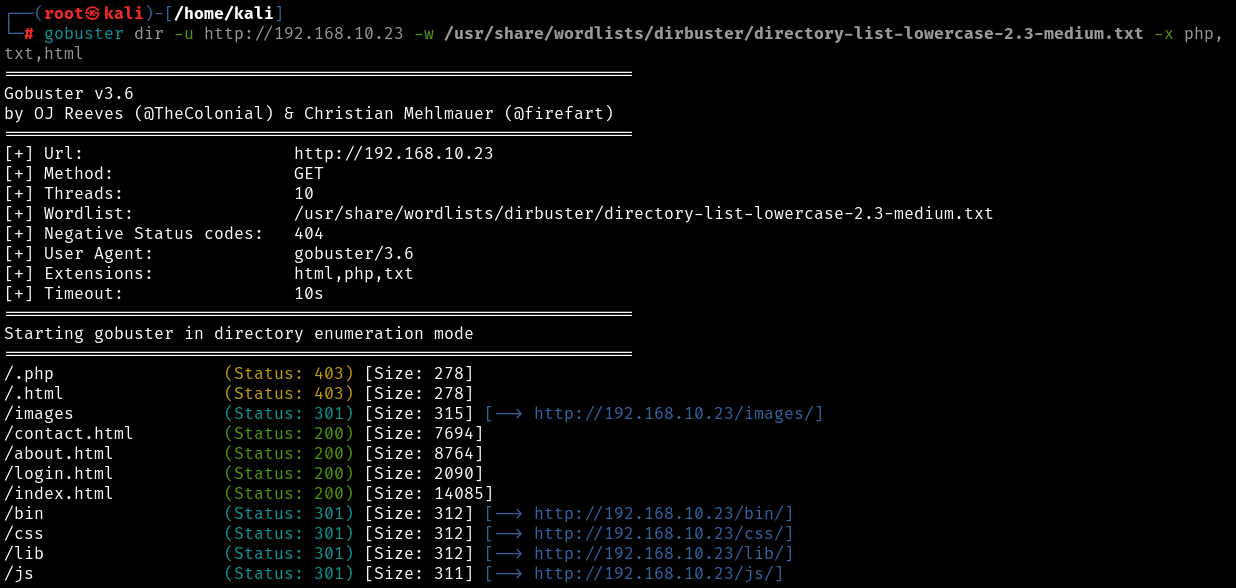 ┌──(root㉿kali)-[/home/kali]
└─# gobuster dir -u http://192.168.10.23 -w /usr/share/wordlists/dirbuster/directory-list-lowercase-2.3-medium.txt -x php,
txt,html
===============================================================
Gobuster v3.6
by OJ Reeves (@TheColonial) & Christian Mehlmauer (@firefart)
===============================================================
[+] Url:                     http://192.168.10.23
[+] Method:                  GET
[+] Threads:                 10
[+] Wordlist:                /usr/share/wordlists/dirbuster/directory-list-lowercase-2.3-medium.txt
[+] Negative Status codes:   404
[+] User Agent:              gobuster/3.6
[+] Extensions:              html,php,txt
[+] Timeout:                 10s
===============================================================
Starting gobuster in directory enumeration mode
===============================================================
/.php                 (Status: 403) [Size: 278]
/.html                (Status: 403) [Size: 278]
/images               (Status: 301) [Size: 315] [--> http://192.168.10.23/images/]
/contact.html         (Status: 200) [Size: 7694]
/about.html           (Status: 200) [Size: 8764]
/login.html           (Status: 200) [Size: 2090]
/index.html           (Status: 200) [Size: 14085]
/bin                  (Status: 301) [Size: 312] [--> http://192.168.10.23/bin/]
/css                  (Status: 301) [Size: 312] [--> http://192.168.10.23/css/]
/lib                  (Status: 301) [Size: 312] [--> http://192.168.10.23/lib/]
/js                   (Status: 301) [Size: 311] [--> http://192.168.10.23/js/]